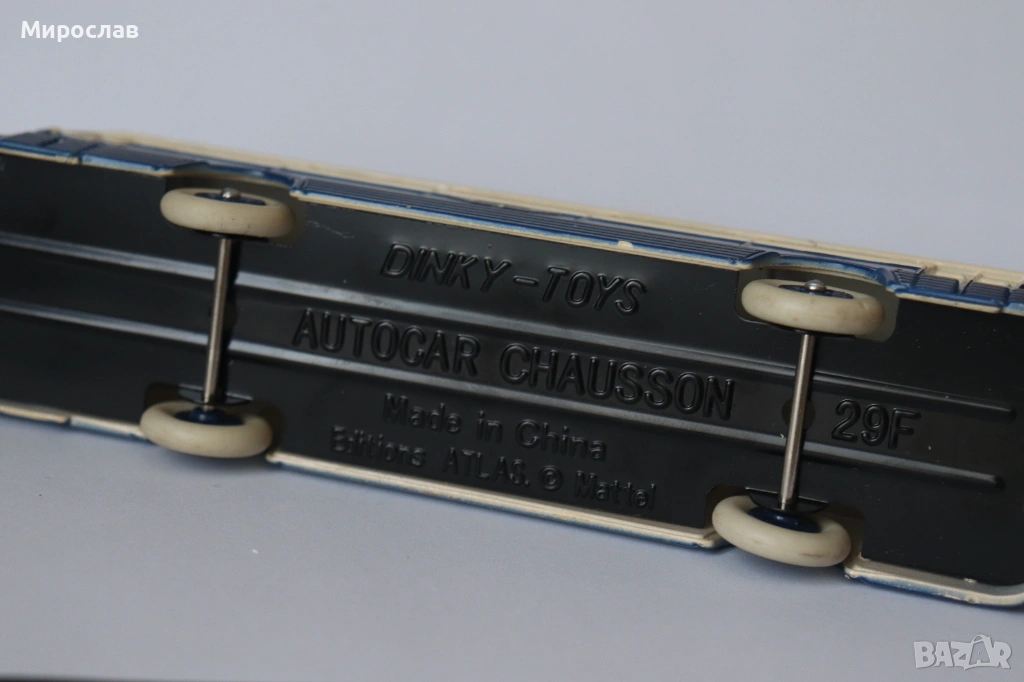 Мирослав
DINKY-TOYS
AUTOCAR CHAUSSON 29F
Made in China
Editions ATLAS. © Mattel
BAZAR